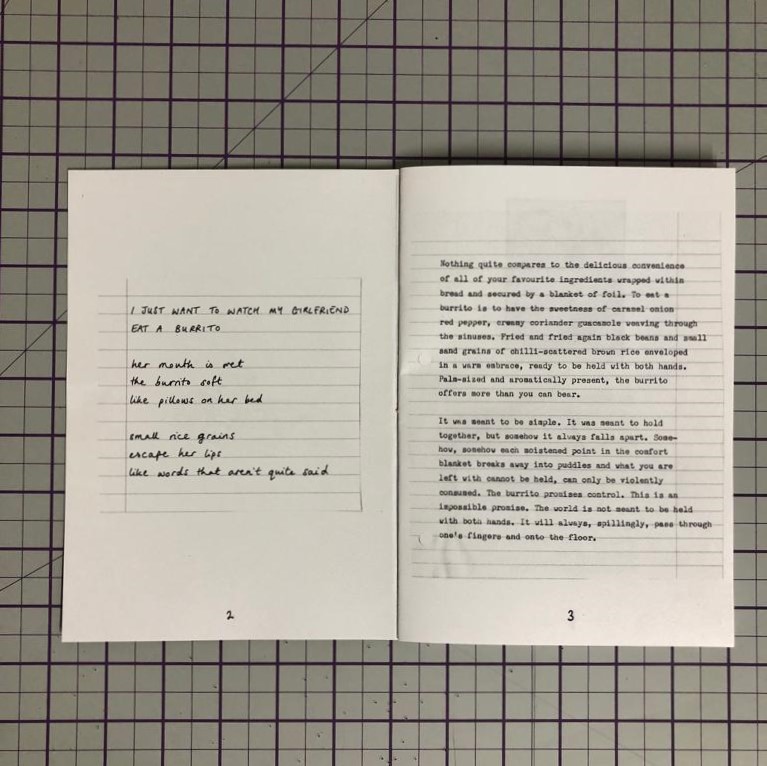 I JUST WANT TO WATCH MY GIRLFRIEND
EAT A BURRITO
her mouth is wet
the burrito soft
like pillows on her bed
small rice grains
escape her lips
like words that aren't quite said
2
Nothing quite compares to the delicious convenience
of all of your favourite ingredients wrapped within
bread and secured by a blanket of foil. To eat a
burrito is to have the sweetness of caramel onion
red pepper, creamy coriander guacamole weaving through
the sinuses. Fried and fried again black beans and small
sand grains of chilli-scattered brown rice enveloped
in a warm embrace, ready to be held with both hands.
Palm-sized and aromatically present, the burrito
offers more than you can bear.
It was meant to be simple. It was meant to hold
together, but somehow it always falls apart. Some-
how, somehow each moistened point in the comfort
blanket breaks away into puddles and what you are
left with cannot be held, can only be violently
consumed. The burrito promises control. This is an
impossible promise. The world is not meant to be held
with both hands. It will always, spillingly, pass through
one's fingers and onto the floor.
3